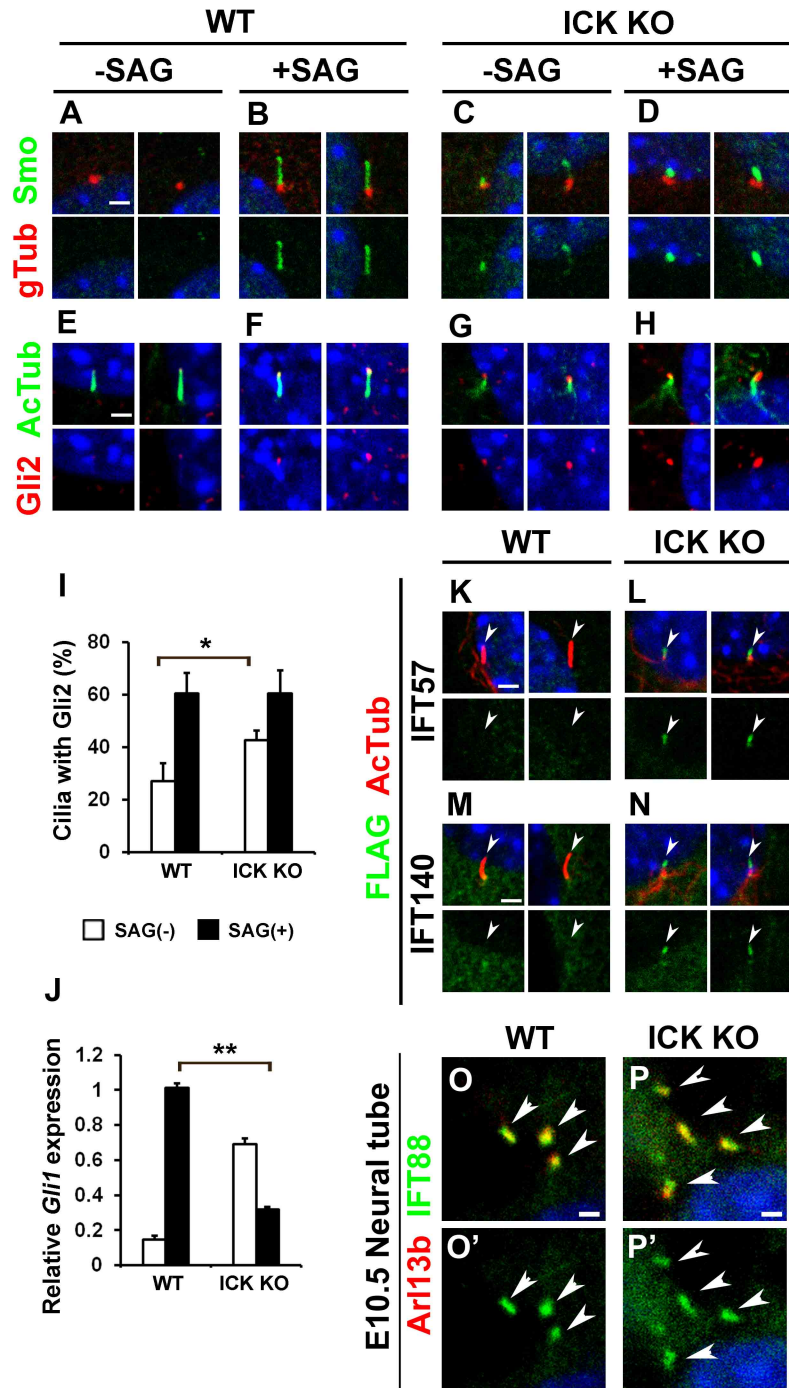 WT
ICK KO
-SAG
+SAG
-SAG
+SAG
A
B
C
D
gTub Smo
E
F
G
H
Gli2 AcTub
WT
ICK KO
I
Cilia with Gli2 (%)
80
60
40
20
0
*
WT
ICK KO
SAG(-)
SAG(+)
FLAG AcTub
IFT57
IFT140
K
L
M
N
J
Relative Gli1 expression
1.2
1
0.8
0.6
0.4
0.2
0
**
WT
ICK KO
WT
ICK KO
E10.5 Neural tube
Arl13b IFT88
O
P
O’
P’